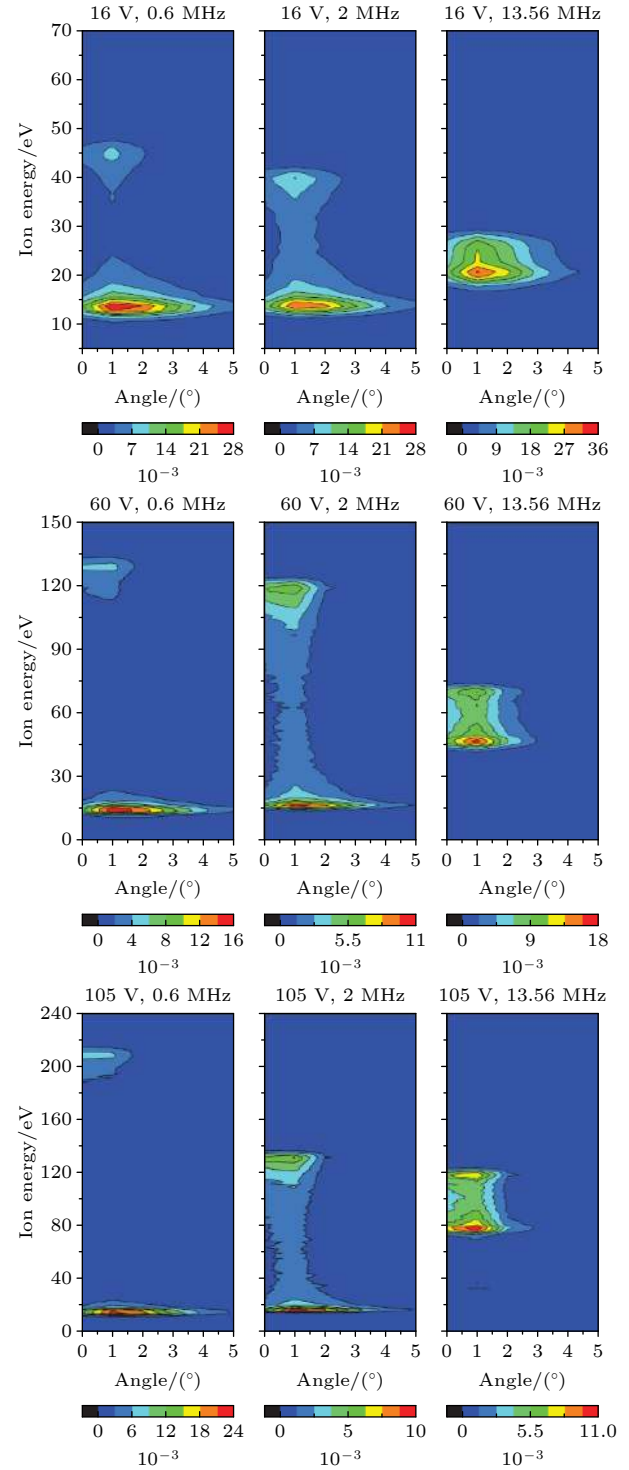 16 V, 0.6 MHz 16 V, 2 MHz 16 V, 13.56 MHz
70
60
50
40
30
20
10
Ion energy/eV
0 1 2 3 4 5 0 1 2 3 4 5 0 1 2 3 4 5
Angle/(°) Angle/(°) Angle/(°)
0 7 14 21 28 0 7 14 21 28 0 9 18 27 36
10⁻³ 10⁻³ 10⁻³
60 V, 0.6 MHz 60 V, 2 MHz 60 V, 13.56 MHz
150
120
90
60
30
0
Ion energy/eV
0 1 2 3 4 5 0 1 2 3 4 5 0 1 2 3 4 5
Angle/(°) Angle/(°) Angle/(°)
0 4 8 12 16 0 5.5 11 0 9 18
10⁻³ 10⁻³ 10⁻³
105 V, 0.6 MHz 105 V, 2 MHz 105 V, 13.56 MHz
240
200
160
120
80
40
0
Ion energy/eV
0 1 2 3 4 5 0 1 2 3 4 5 0 1 2 3 4 5
Angle/(°) Angle/(°) Angle/(°)
0 6 12 18 24 0 5 10 0 5.5 11.0
10⁻³ 10⁻³ 10⁻³